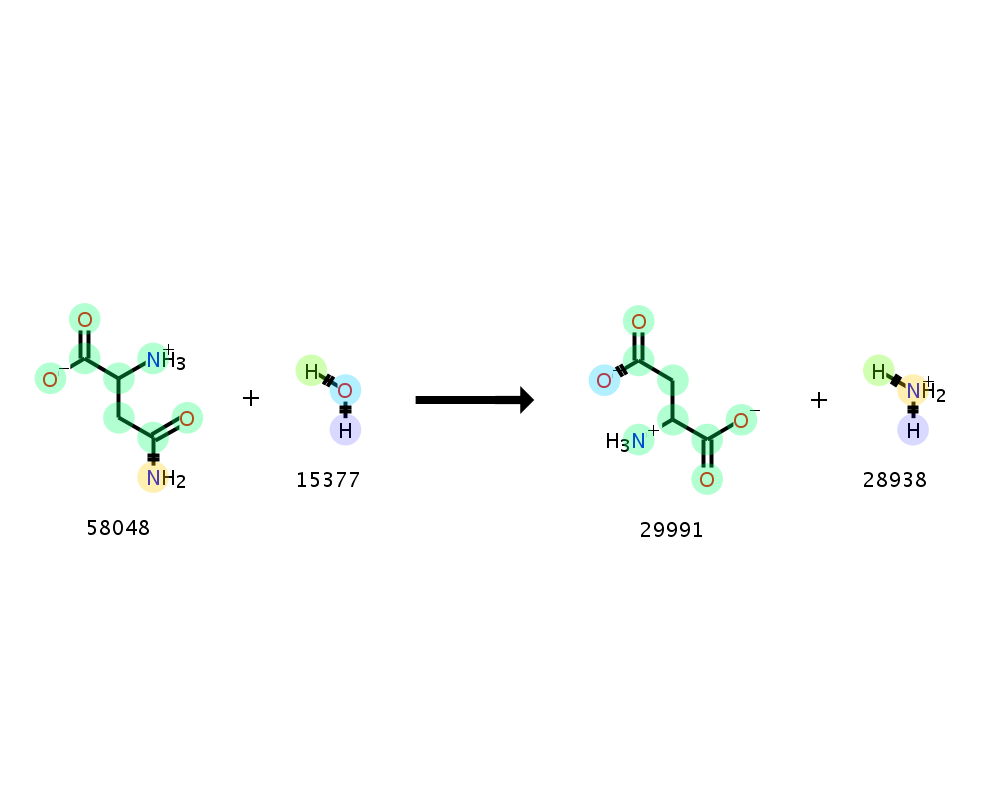 O
O⁻ NH₃⁺
O
NH₂
58048
+
H
O
H
15377
O
O⁻
O⁻
H₃N⁺
O
29991
+
H
NH₂⁺
H
28938